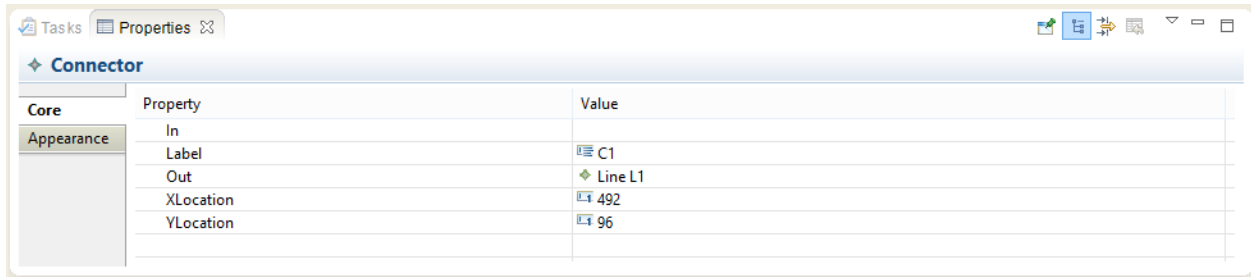 Tasks Properties
Connector
Core
Appearance
Property Value
In
Label C1
Out Line L1
XLocation 492
YLocation 96